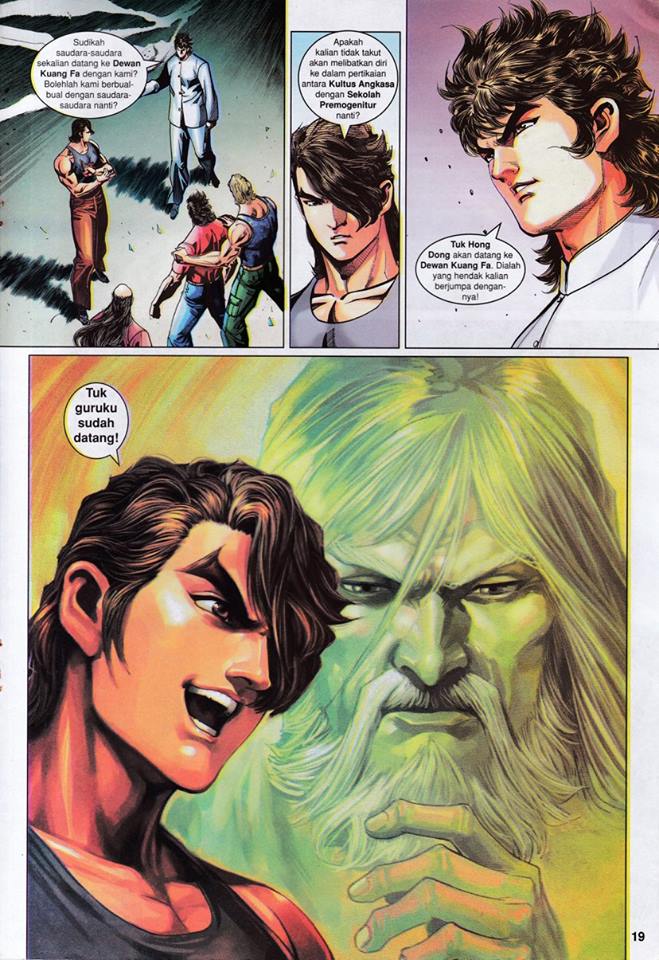 Sudikah
saudara-saudara
sekalian datang ke Dewan
Kuang Fa dengan kami?
Bolehlah kami berbual-
bual dengan saudara-
saudara nanti?
Apakah
kalian tidak takut
akan melibatkan diri
ke dalam pertikaian
antara Kultus Angkasa
dengan Sekolah
Premogenitur
nanti?
Tuk Hong
Dong akan datang ke
Dewan Kuang Fa. Dialah
yang hendak kalian
berjumpa dengan-
nya!
Tuk
guruku
sudah
datang!
19